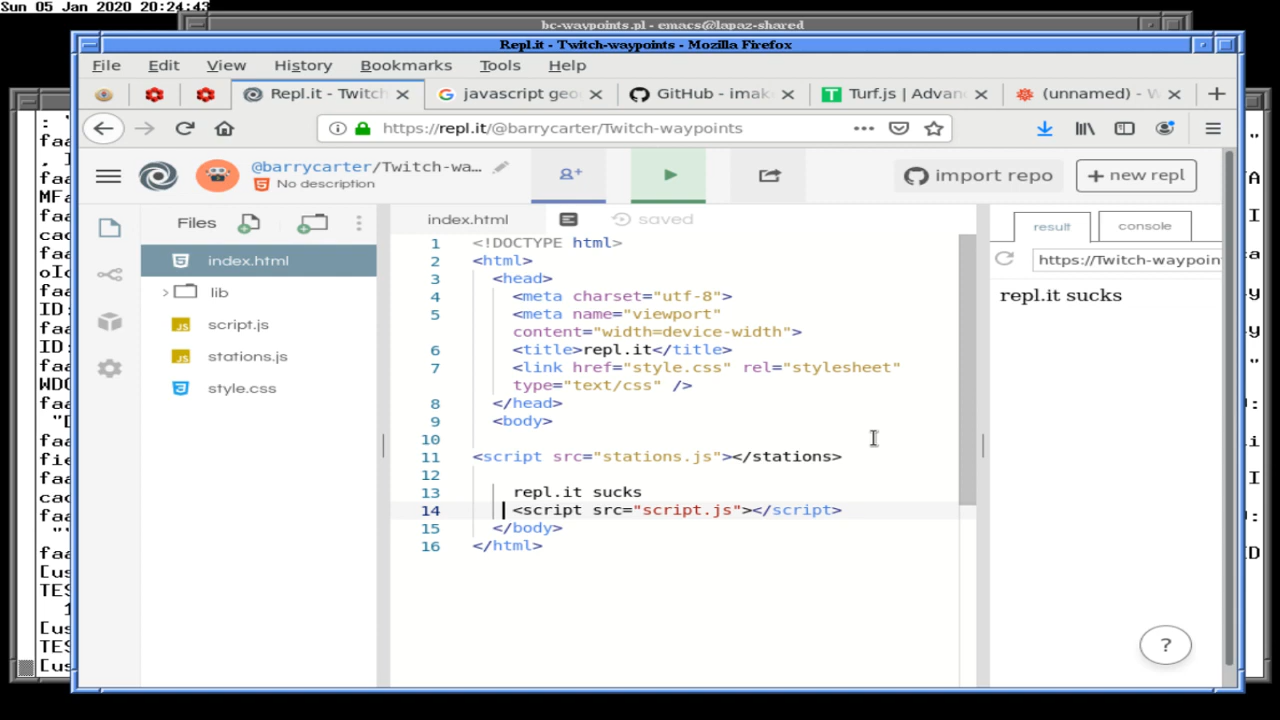 Sun 05 Jan 2020 20:24:43
bc-waypoints.pl - emacs@lapaz-shared
Repl.it - Twitch-waypoints - Mozilla Firefox
File Edit View History Bookmarks Tools Help
Repl.it - Twitch javascript geo GitHub - imak Turf.js | Advan (unnamed) - W
https://repl.it/@barrycarter/Twitch-waypoints
@barrycarter/Twitch-wa...
No description
import repo
+ new repl
Files
index.html
saved
result
console
index.html
lib
script.js
stations.js
style.css
1 <!DOCTYPE html>
2 <html>
3 <head>
4 <meta charset="utf-8">
5 <meta name="viewport"
content="width=device-width">
6 <title>repl.it</title>
7 <link href="style.css" rel="stylesheet"
type="text/css" />
8 </head>
9 <body>
10
11 <script src="stations.js"></stations>
12
13 repl.it sucks
14 <script src="script.js"></script>
15 </body>
16 </html>
https://Twitch-waypoin
repl.it sucks
?